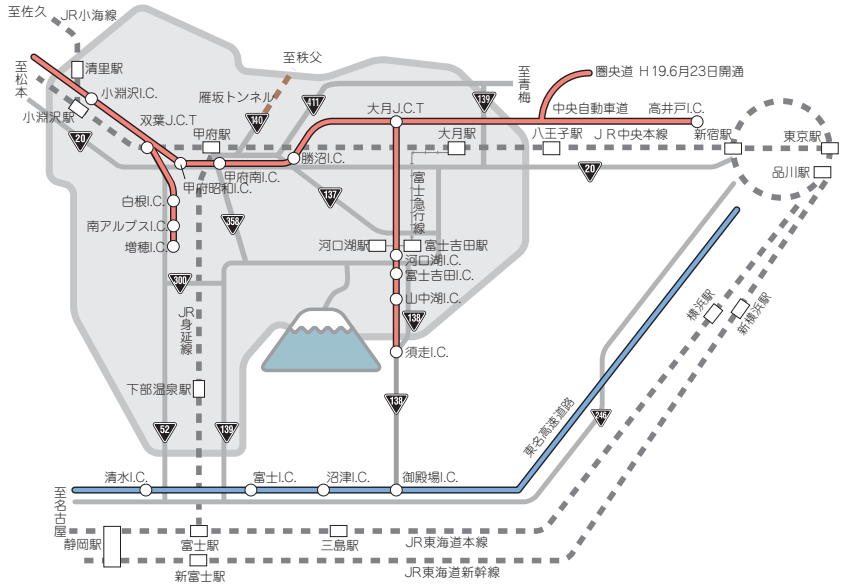 至佐久
JR小海線
至松本
清里駅
小淵沢I.C.
小淵沢駅
20
双葉J.C.T
甲府駅
雁坂トンネル
至秩父
140
411
大月J.C.T
139
至青梅
圏央道 H19.6月23日開通
中央自動車道
高井戸I.C.
大月駅
八王子駅
JR中央本線
新宿駅
東京駅
品川駅
20
勝沼I.C.
甲府南I.C.
甲府昭和I.C.
白根I.C.
南アルプスI.C.
増穂I.C.
358
137
富士急行線
河口湖駅
富士吉田駅
河口湖I.C.
富士吉田I.C.
山中湖I.C.
138
須走I.C.
300
JR身延線
下部温泉駅
52
139
138
横浜駅
新横浜駅
246
東名高速道路
清水I.C.
富士I.C.
沼津I.C.
御殿場I.C.
至名古屋
静岡駅
富士駅
三島駅
JR東海道本線
新富士駅
JR東海道新幹線